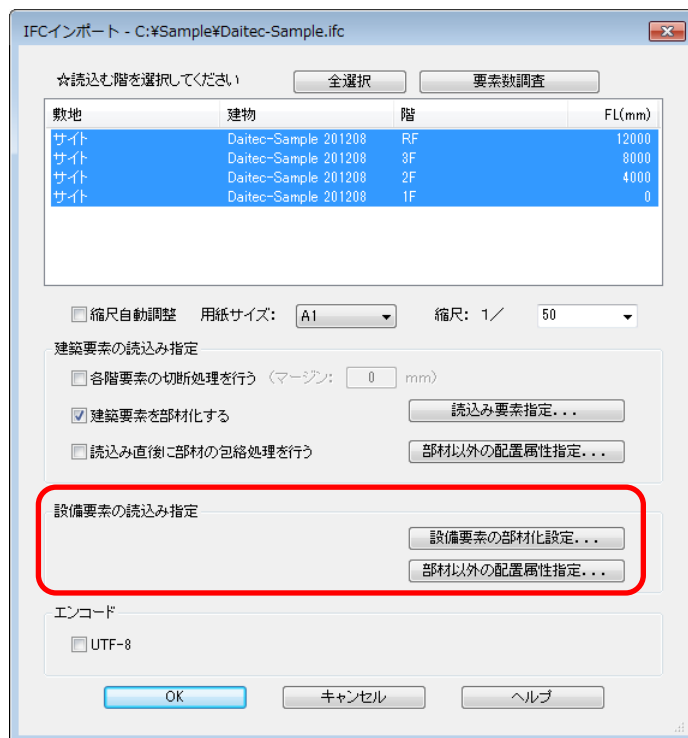 IFCインポート - C:¥Sample¥Daitec-Sample.ifc
☆読込む階を選択してください 全選択 要素数調査
敷地 建物 階 FL(mm)
サイト Daitec-Sample 201208 RF 12000
サイト Daitec-Sample 201208 3F 8000
サイト Daitec-Sample 201208 2F 4000
サイト Daitec-Sample 201208 1F 0
縮尺自動調整 用紙サイズ: A1 縮尺: 1/ 50
建築要素の読込み指定
各階要素の切断処理を行う (マージン: 0 mm)
建築要素を部材化する 読込み要素指定...
読込み直後に部材の包絡処理を行う 部材以外の配置属性指定...
設備要素の読込み指定
設備要素の部材化設定...
部材以外の配置属性指定...
エンコード
UTF-8
OK キャンセル ヘルプ